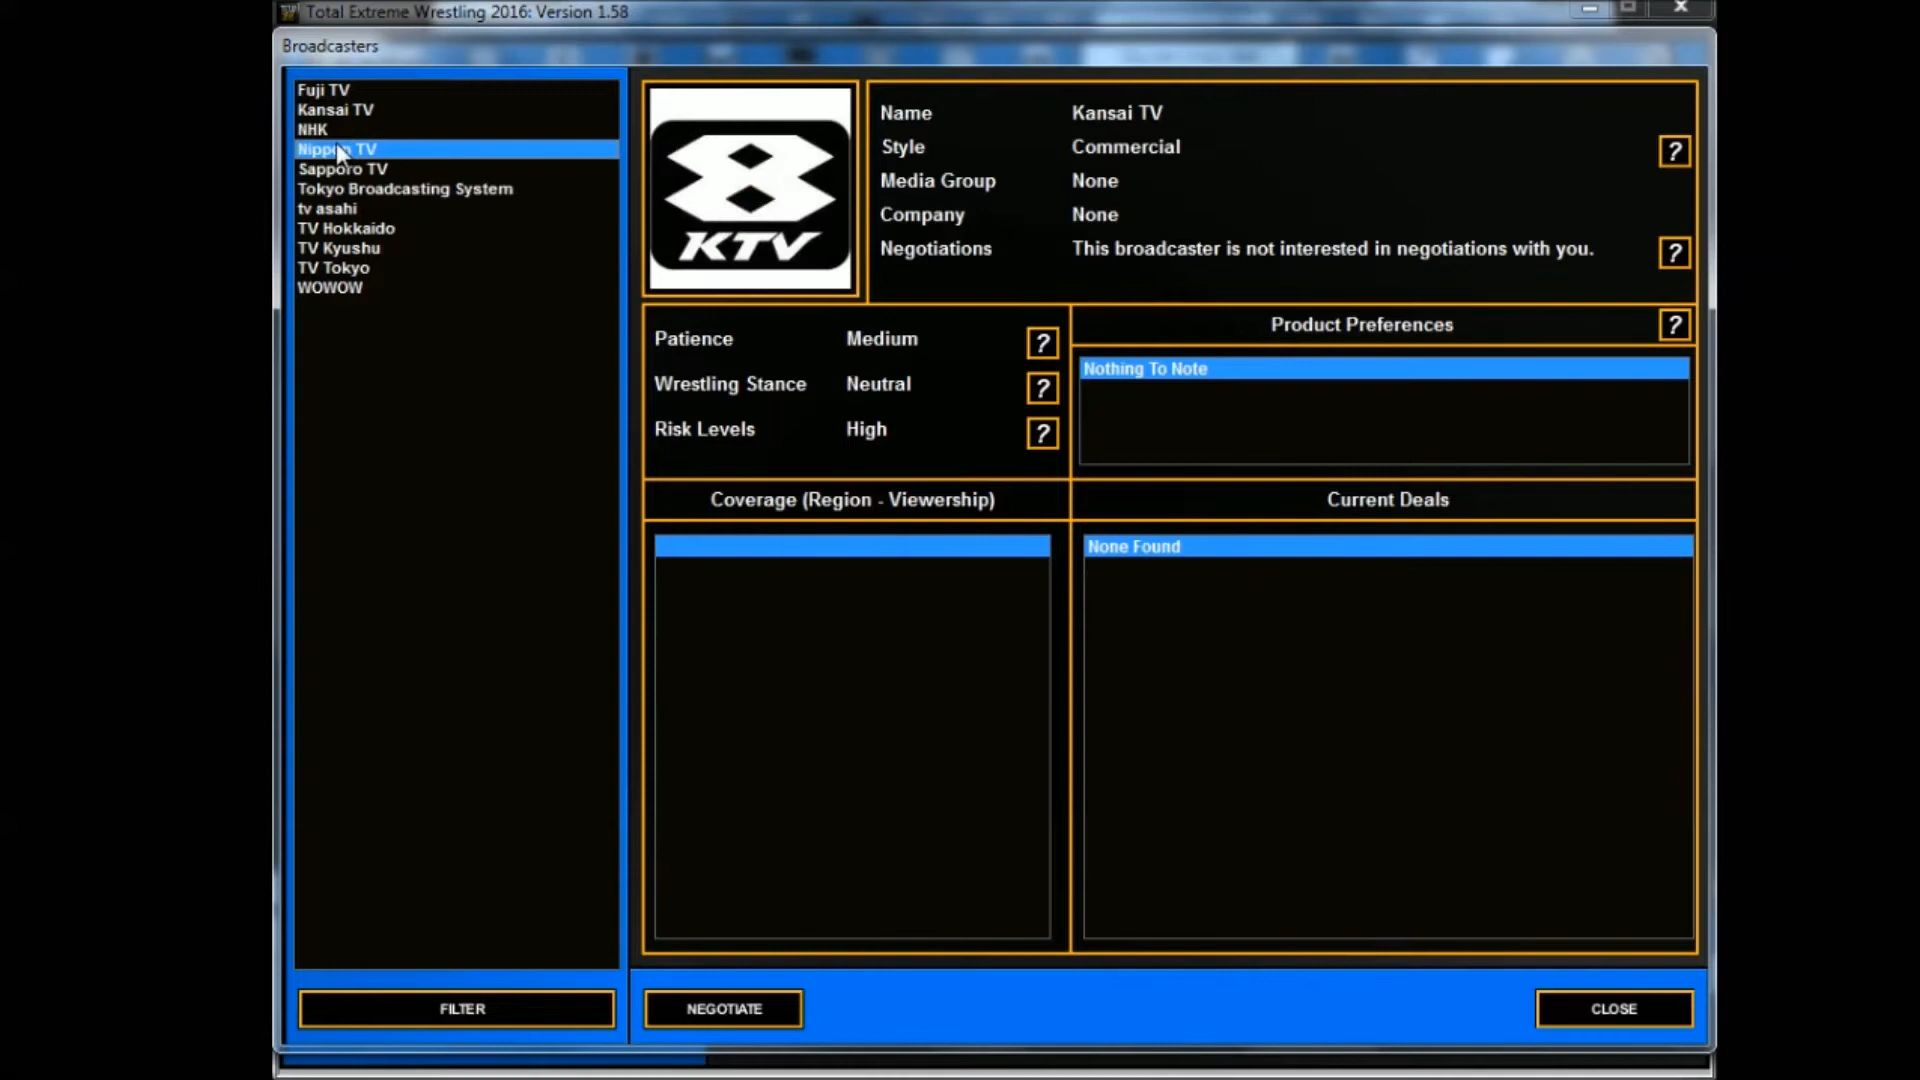 Total Extreme Wrestling 2016: Version 1.58
Broadcasters
Fuji TV
Kansai TV
NHK
Nippon TV
Sapporo TV
Tokyo Broadcasting System
tv asahi
TV Hokkaido
TV Kyushu
TV Tokyo
WOWOW
FILTER
8
KTV
Name Kansai TV
Style Commercial ?
Media Group None
Company None
Negotiations This broadcaster is not interested in negotiations with you. ?
Patience Medium ?
Wrestling Stance Neutral ?
Risk Levels High ?
Product Preferences ?
Nothing To Note
Coverage (Region - Viewership)
Current Deals
None Found
NEGOTIATE
CLOSE